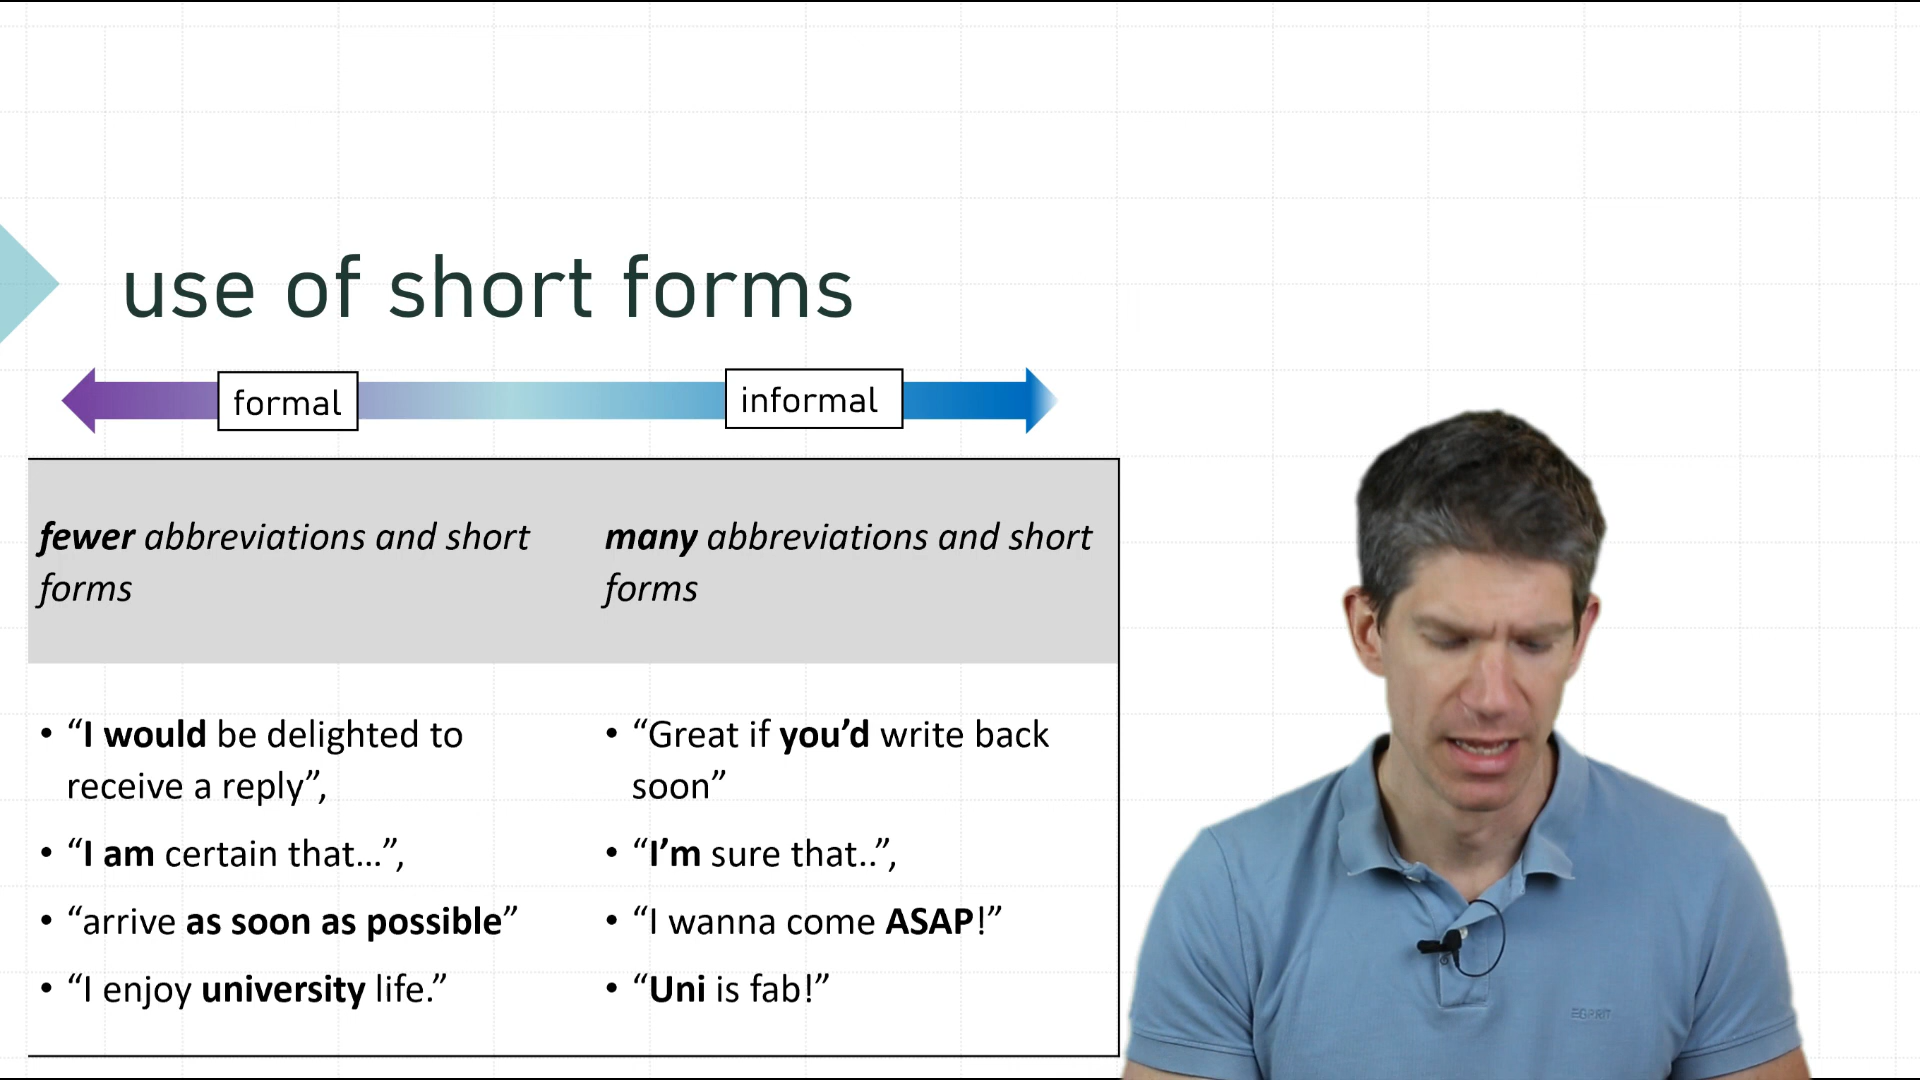 use of short forms
formal
informal
fewer abbreviations and short
forms
many abbreviations and short
forms
• “I would be delighted to
receive a reply”,
• “I am certain that…”,
• “arrive as soon as possible”
• “I enjoy university life.”
• “Great if you’d write back
soon”
• “I’m sure that..”,
• “I wanna come ASAP!”
• “Uni is fab!”
ESPRIT